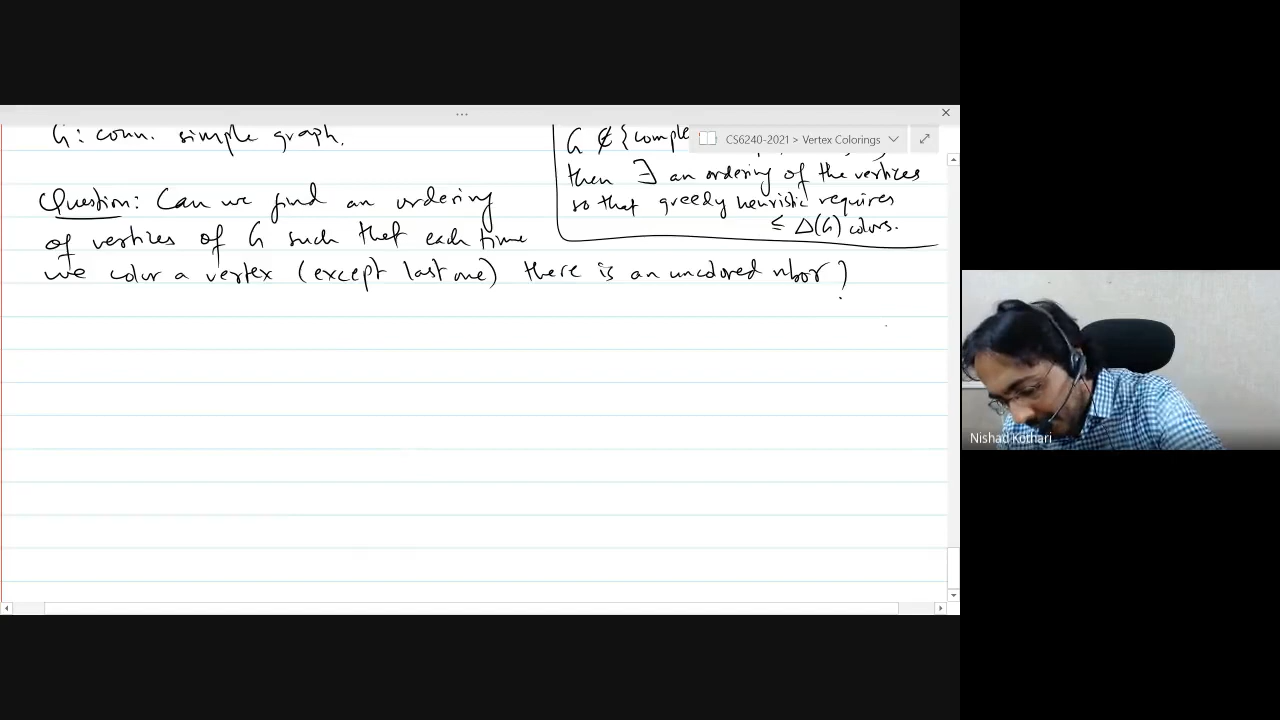 G: conn. simple graph.
G ∉ {comple
CS6240-2021 > Vertex Colorings
then ∃ an ordering of the vertices
so that greedy heuristic requires
≤ Δ(G) colors.
Question: Can we find an ordering
of vertices of G such that each time
we color a vertex (except last one) there is an uncolored nbor ?
Nishad Kothari